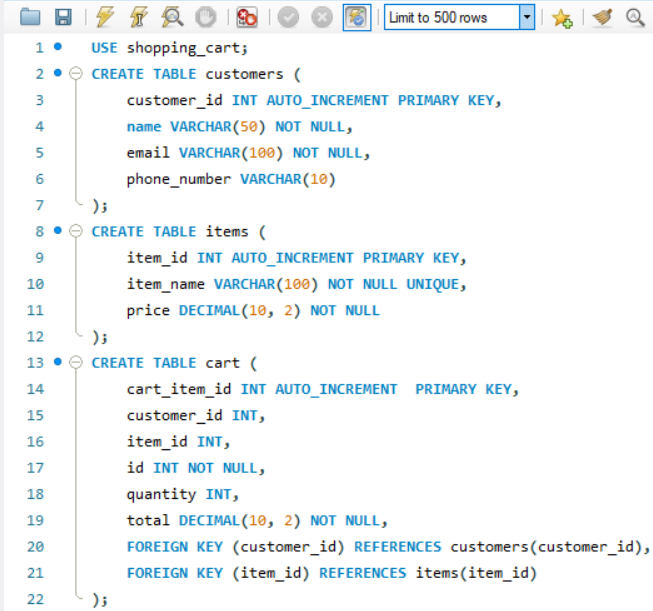 Limit to 500 rows
1 USE shopping_cart;
2 CREATE TABLE customers (
3 customer_id INT AUTO_INCREMENT PRIMARY KEY,
4 name VARCHAR(50) NOT NULL,
5 email VARCHAR(100) NOT NULL,
6 phone_number VARCHAR(10)
7 );
8 CREATE TABLE items (
9 item_id INT AUTO_INCREMENT PRIMARY KEY,
10 item_name VARCHAR(100) NOT NULL UNIQUE,
11 price DECIMAL(10, 2) NOT NULL
12 );
13 CREATE TABLE cart (
14 cart_item_id INT AUTO_INCREMENT  PRIMARY KEY,
15 customer_id INT,
16 item_id INT,
17 id INT NOT NULL,
18 quantity INT,
19 total DECIMAL(10, 2) NOT NULL,
20 FOREIGN KEY (customer_id) REFERENCES customers(customer_id),
21 FOREIGN KEY (item_id) REFERENCES items(item_id)
22 );